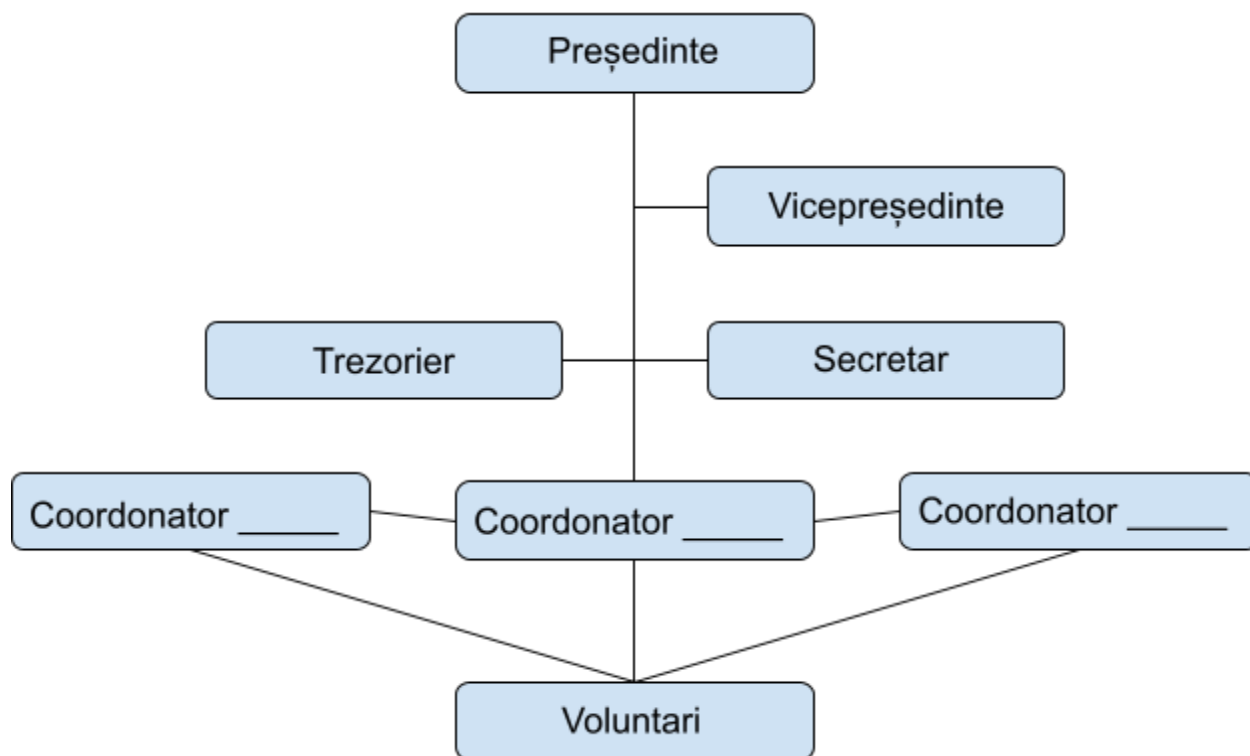 Președinte
Vicepreședinte
Trezorier
Secretar
Coordonator _____
Coordonator _____
Coordonator _____
Voluntari